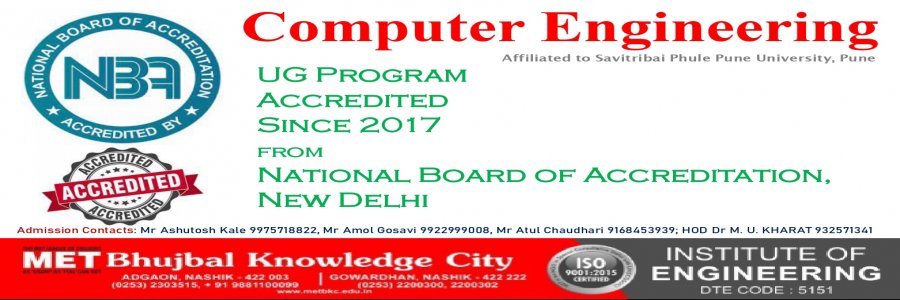 Computer Engineering
Affiliated to Savitribai Phule Pune University, Pune
NATIONAL BOARD OF ACCREDITATION
NBA
ACCREDITED BY
UG PROGRAM
ACCREDITED
SINCE 2017
FROM
NATIONAL BOARD OF ACCREDITATION,
NEW DELHI
ACCREDITED
ACCREDITED
ACCREDITED
Admission Contacts: Mr Ashutosh Kale 9975718822, Mr Amol Gosavi 9922999008, Mr Atul Chaudhari 9168453939; HOD Dr M. U. KHARAT 932571341
MET Bhujbal Knowledge City
ADGAON, NASHIK - 422 003
(0253) 2303515, + 91 9881100099
GOWARDHAN, NASHIK - 422 222
(0253) 2200300, 2200302
www.metbkc.edu.in
ISO
9001:2015
CERTIFIED
INSTITUTE OF
ENGINEERING
DTE CODE : 5151